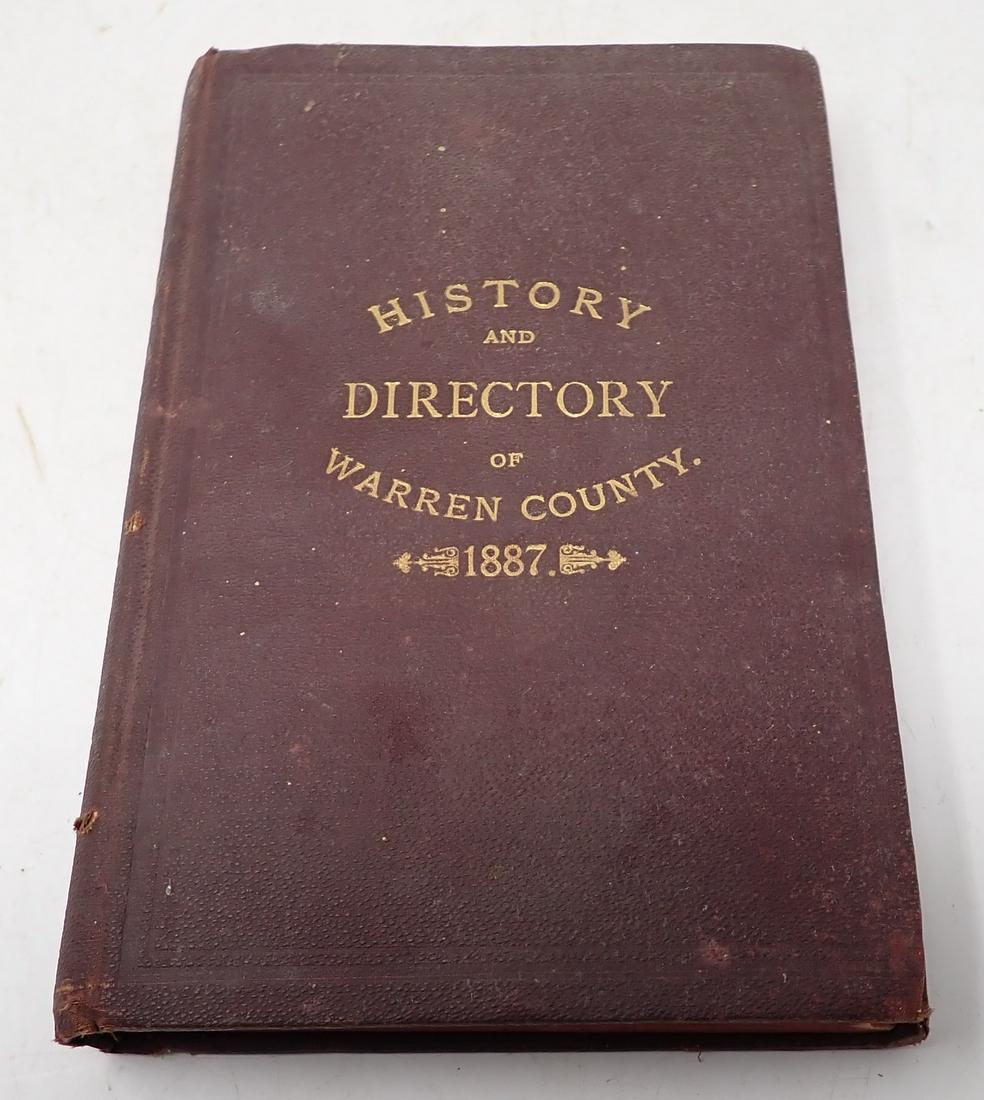 HISTORY
AND
DIRECTORY
OF
WARREN COUNTY.
1887.